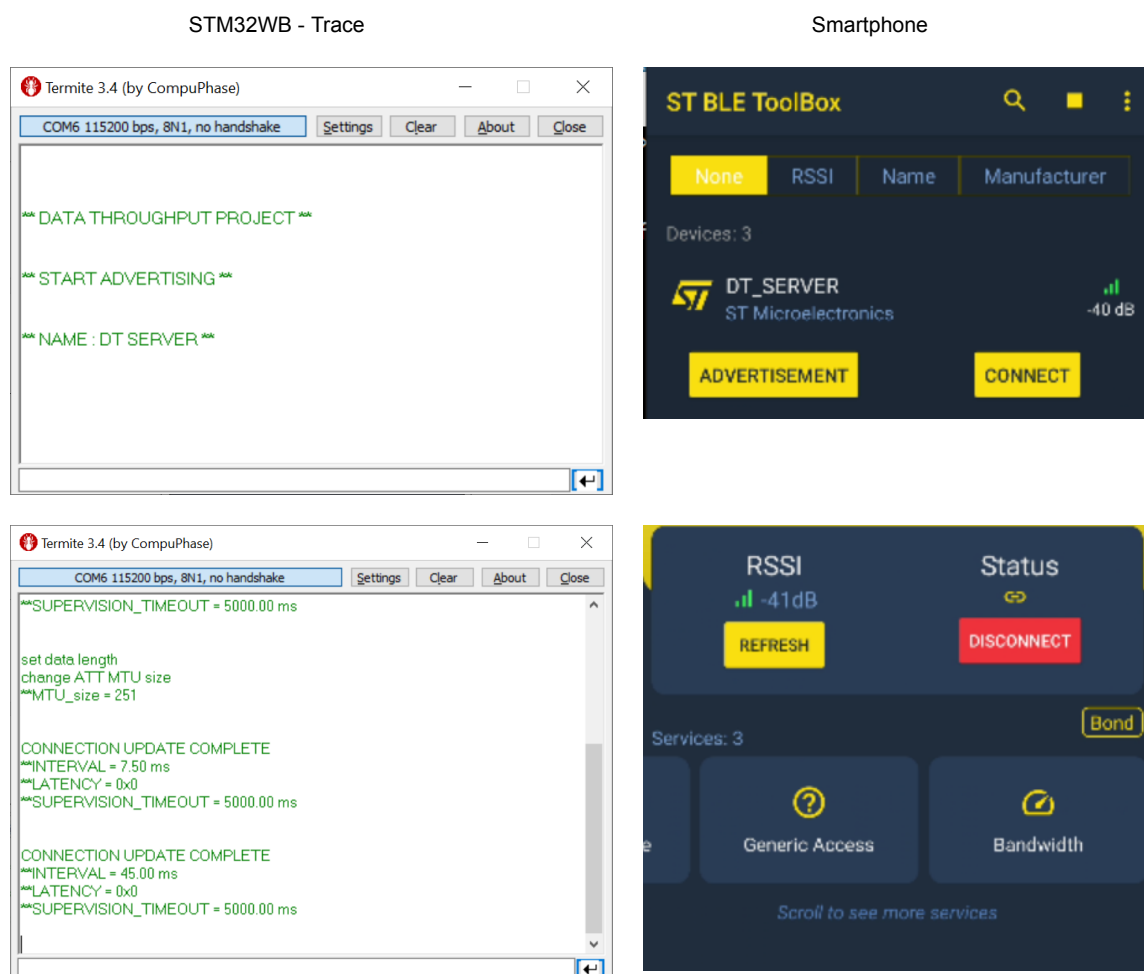 STM32WB - Trace
Smartphone
Termite 3.4 (by CompuPhase)
COM6 115200 bps, 8N1, no handshake Settings Clear About Close
** DATA THROUGHPUT PROJECT **
** START ADVERTISING **
** NAME : DT SERVER **
ST BLE ToolBox
None RSSI Name Manufacturer
Devices: 3
DT_SERVER
ST Microelectronics
-40 dB
ADVERTISEMENT CONNECT
Termite 3.4 (by CompuPhase)
COM6 115200 bps, 8N1, no handshake Settings Clear About Close
**SUPERVISION_TIMEOUT = 5000.00 ms
set data length
change ATT MTU size
**MTU_size = 251
CONNECTION UPDATE COMPLETE
**INTERVAL = 7.50 ms
**LATENCY = 0x0
**SUPERVISION_TIMEOUT = 5000.00 ms
CONNECTION UPDATE COMPLETE
**INTERVAL = 45.00 ms
**LATENCY = 0x0
**SUPERVISION_TIMEOUT = 5000.00 ms
RSSI Status
-41dB
REFRESH DISCONNECT
Bond
Services: 3
e Generic Access Bandwidth
Scroll to see more services